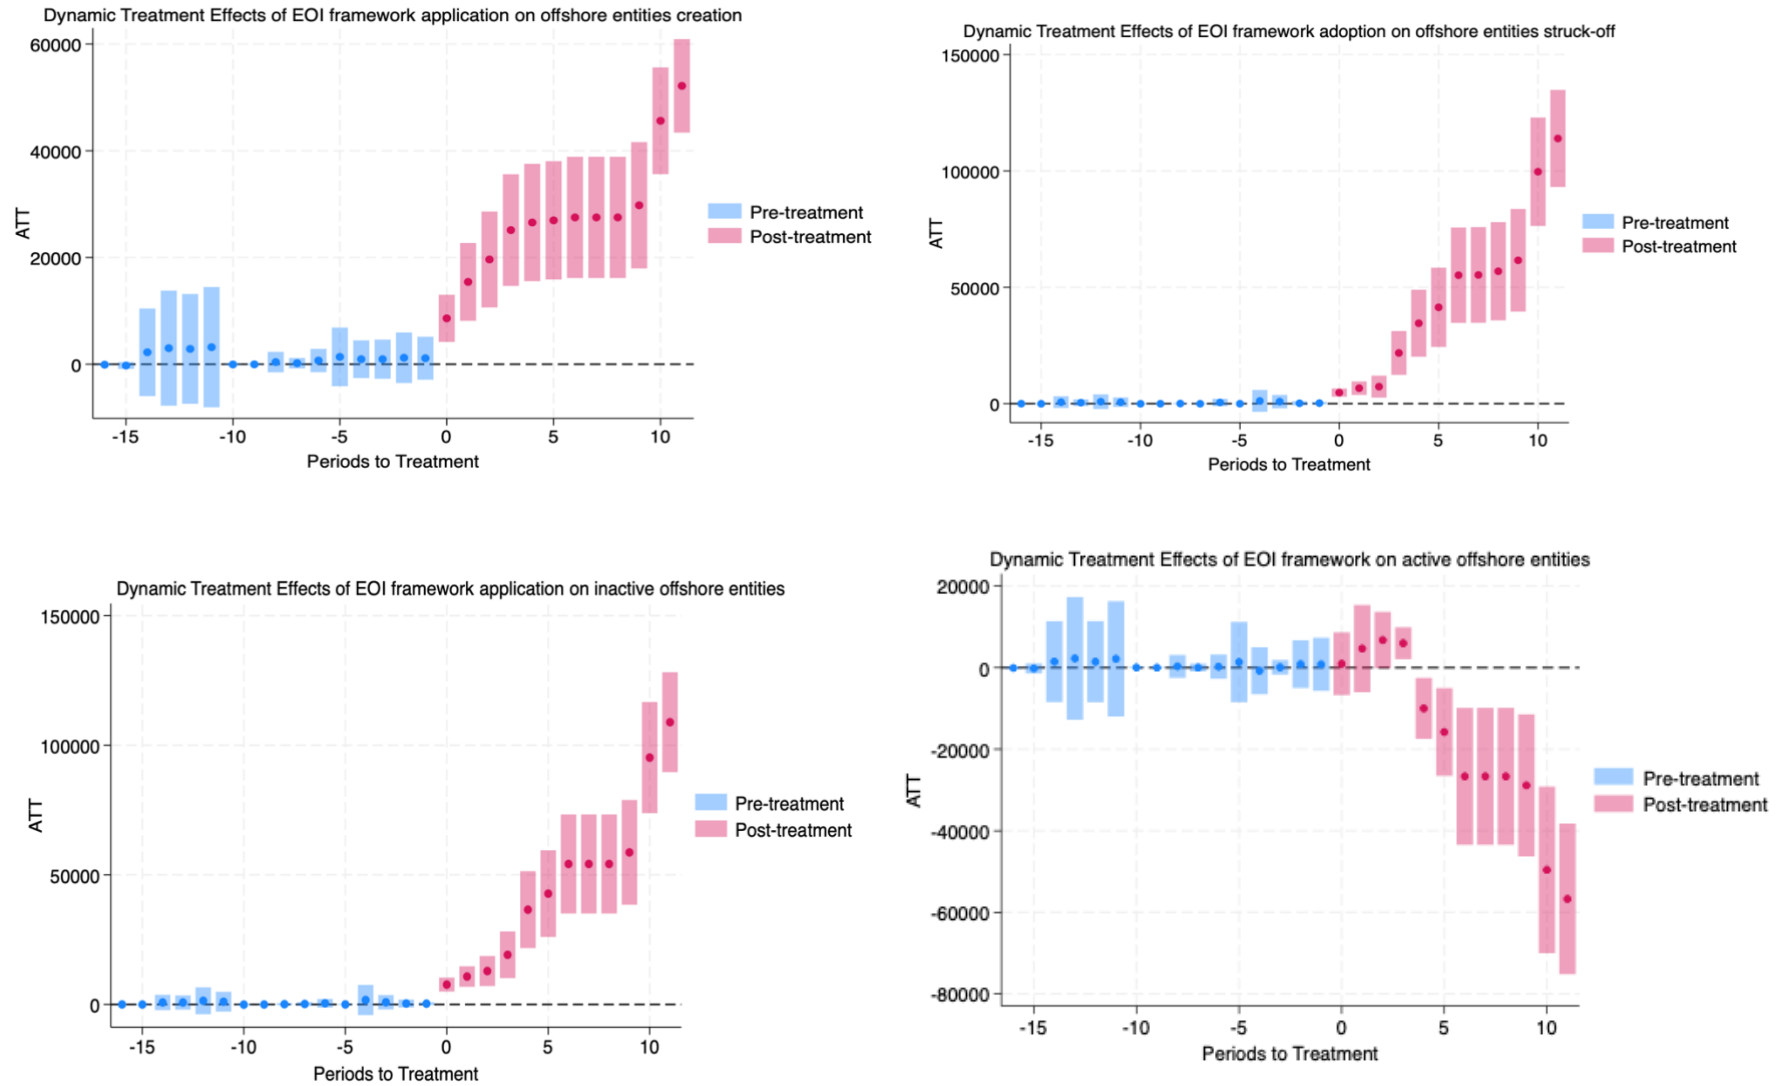 Dynamic Treatment Effects of EOI framework application on offshore entities creation
60000
40000
20000
0
ATT
-15 -10 -5 0 5 10
Periods to Treatment
Pre-treatment
Post-treatment
Dynamic Treatment Effects of EOI framework adoption on offshore entities struck-off
150000
100000
50000
0
ATT
-15 -10 -5 0 5 10
Periods to Treatment
Pre-treatment
Post-treatment
Dynamic Treatment Effects of EOI framework application on inactive offshore entities
150000
100000
50000
0
ATT
-15 -10 -5 0 5 10
Periods to Treatment
Pre-treatment
Post-treatment
Dynamic Treatment Effects of EOI framework on active offshore entities
20000
0
-20000
-40000
-60000
-80000
ATT
-15 -10 -5 0 5 10
Periods to Treatment
Pre-treatment
Post-treatment